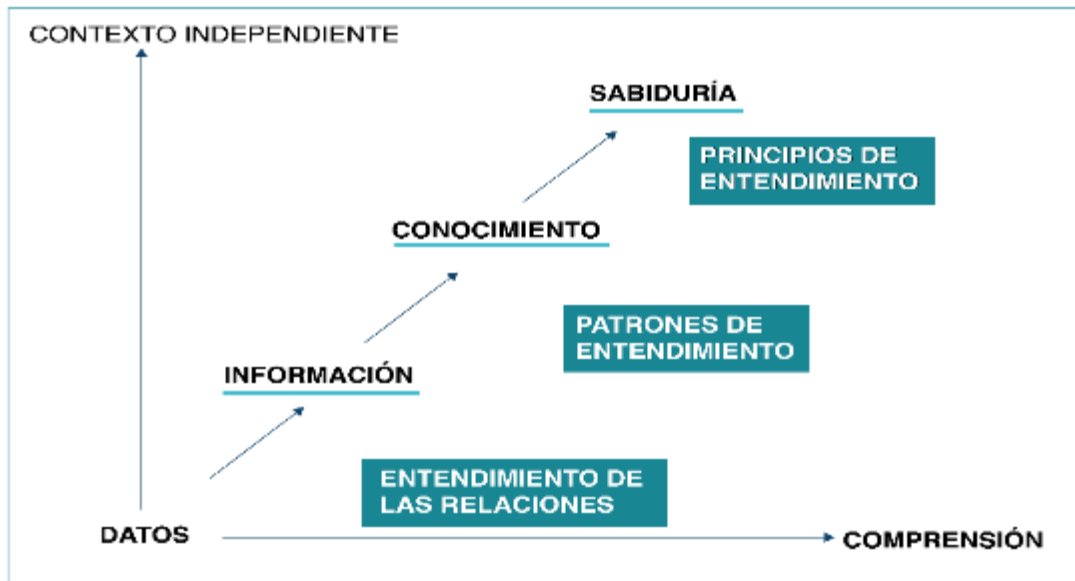 CONTEXTO INDEPENDIENTE
SABIDURÍA
PRINCIPIOS DE
ENTENDIMIENTO
CONOCIMIENTO
PATRONES DE
ENTENDIMIENTO
INFORMACIÓN
ENTENDIMIENTO DE
LAS RELACIONES
DATOS
COMPRENSIÓN